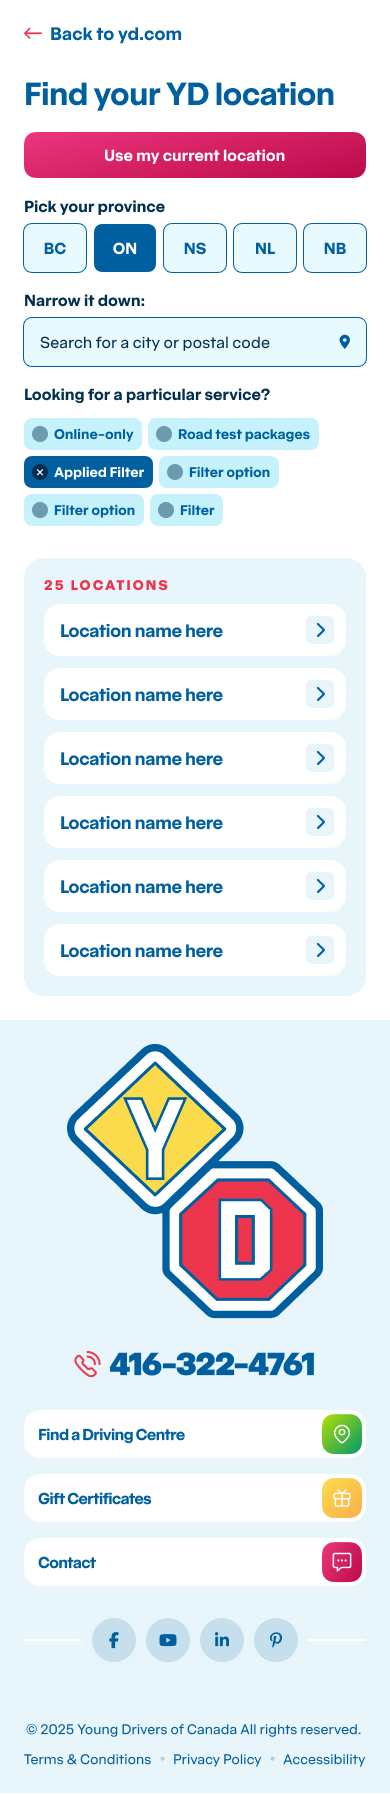 Back to yd.com
Find your YD location
Use my current location
Pick your province
BC ON NS NL NB
Narrow it down:
Search for a city or postal code
Looking for a particular service?
Online-only Road test packages
Applied Filter Filter option
Filter option Filter
25 LOCATIONS
Location name here
Location name here
Location name here
Location name here
Location name here
Location name here
Y
D
416-322-4761
Find a Driving Centre
Gift Certificates
Contact
© 2025 Young Drivers of Canada All rights reserved.
Terms & Conditions • Privacy Policy • Accessibility